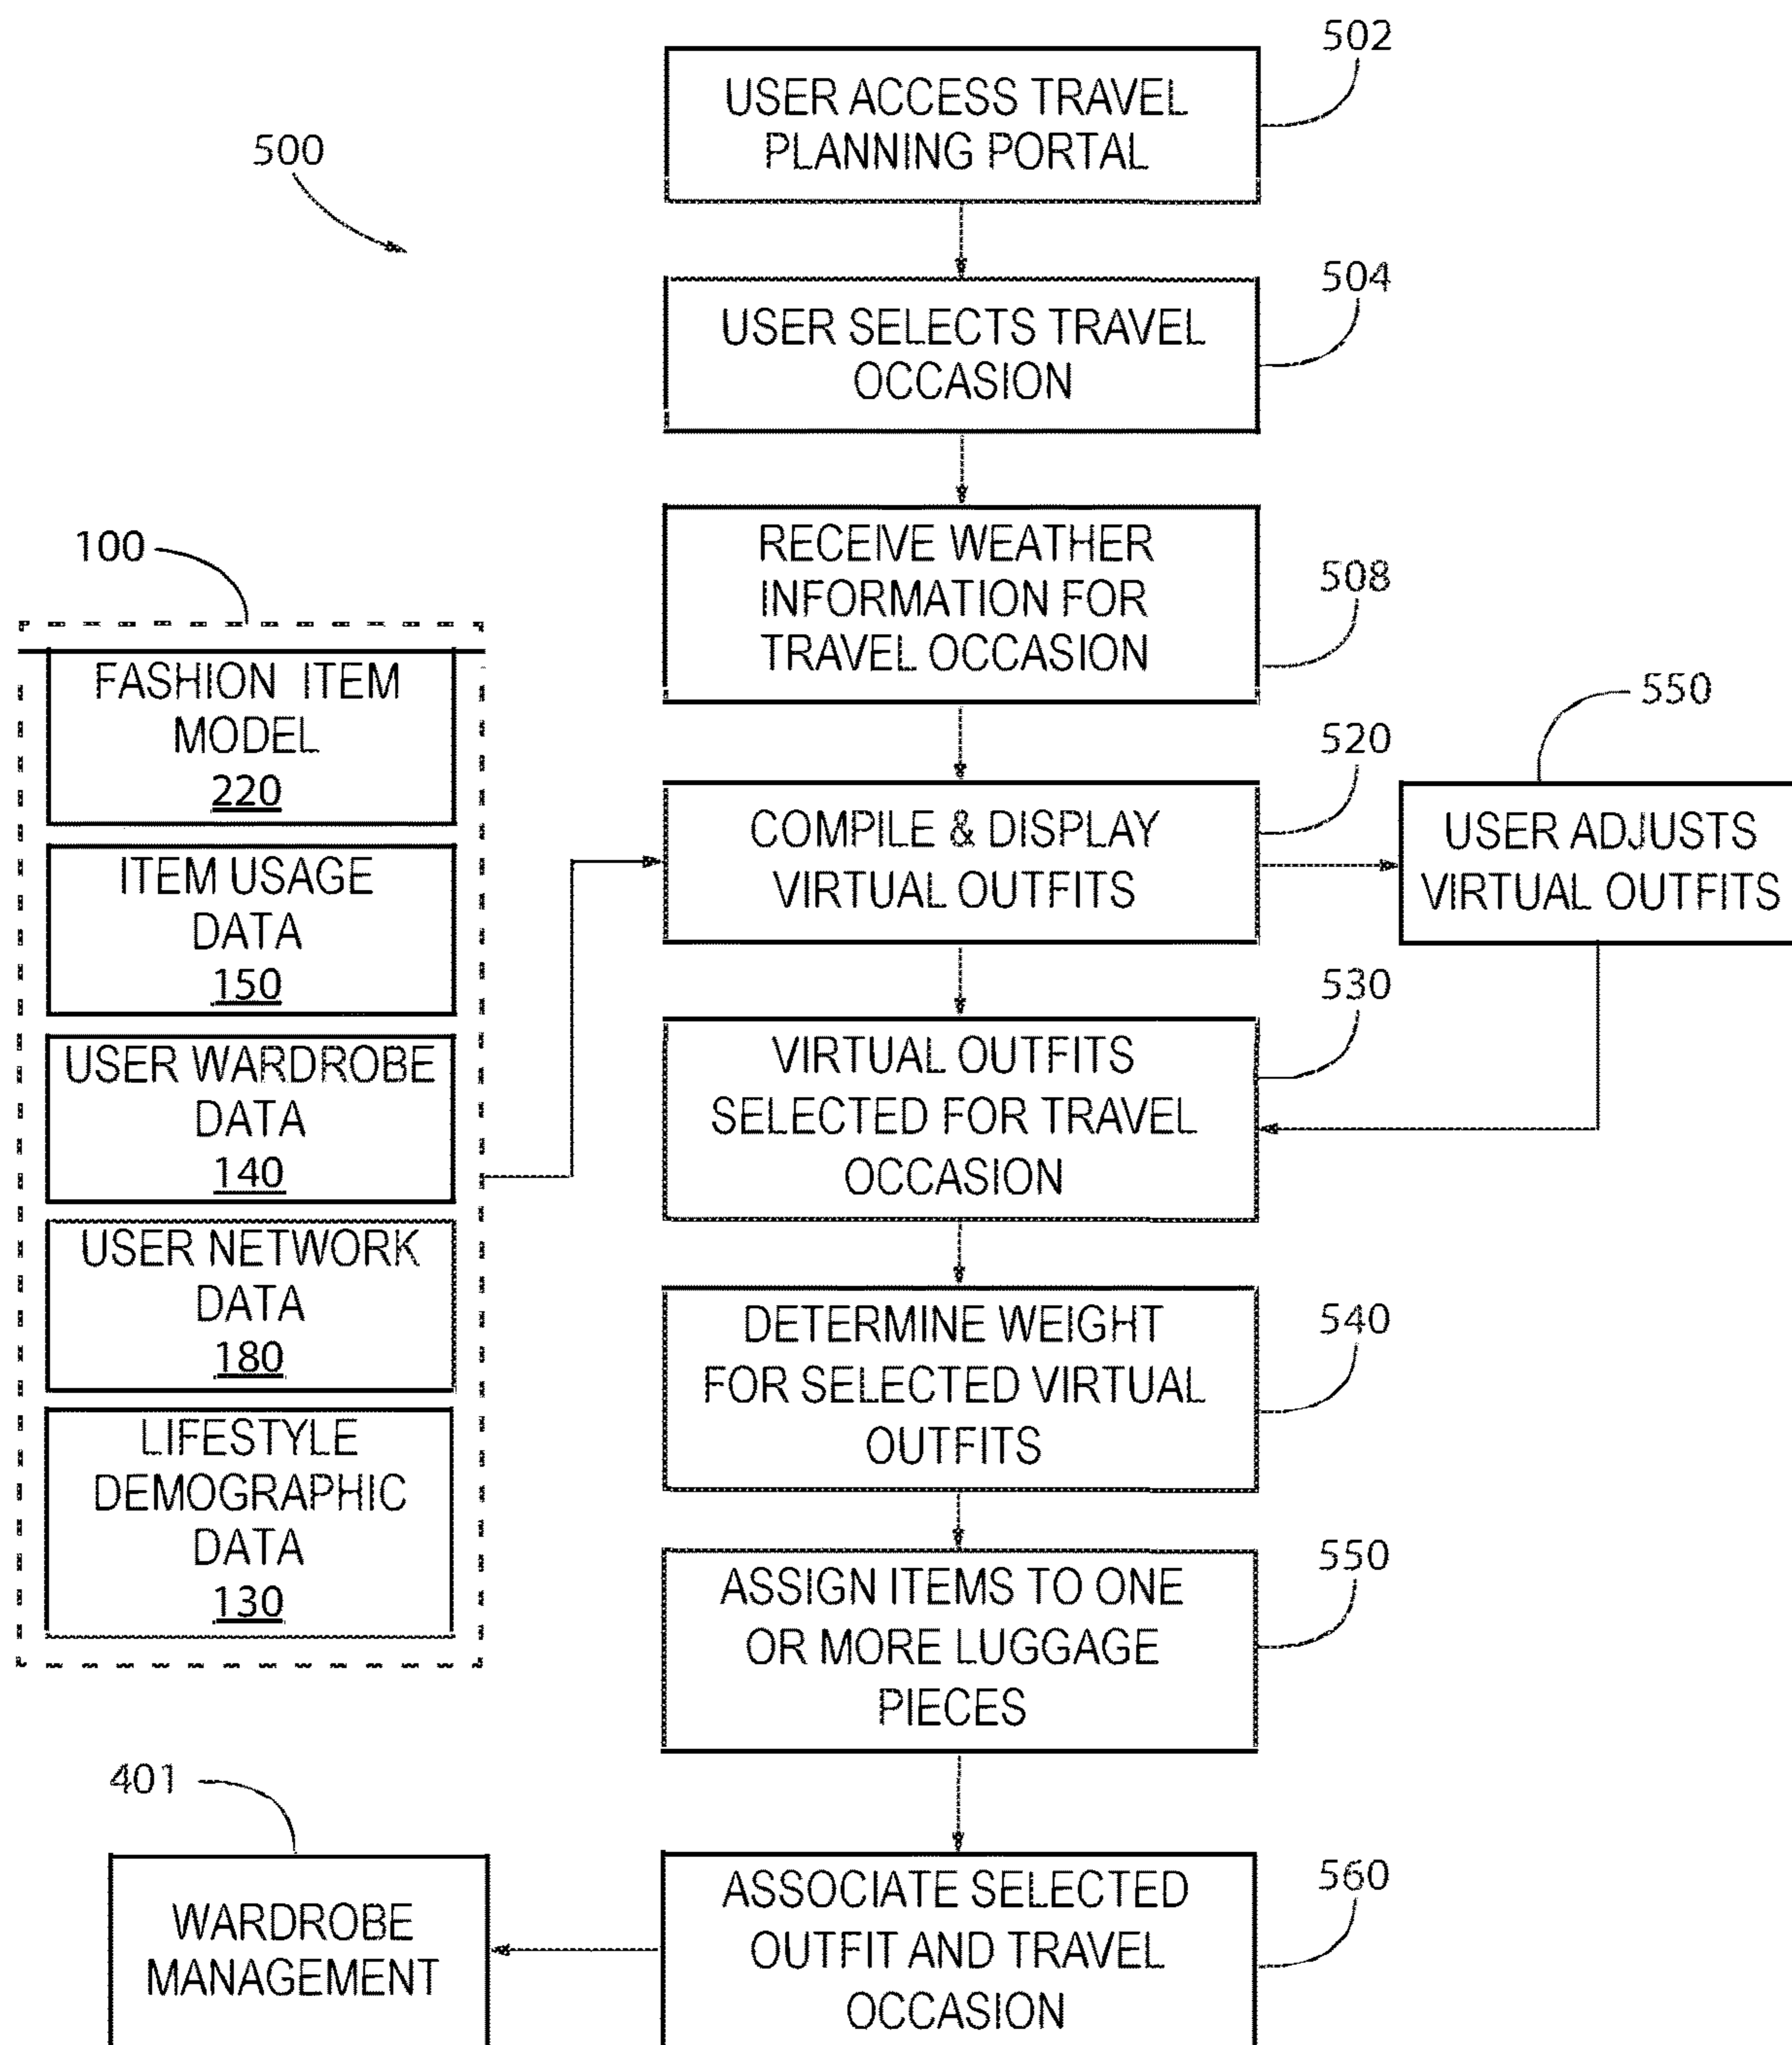 502
USER ACCESS TRAVEL
PLANNING PORTAL
500
504
USER SELECTS TRAVEL
OCCASION
508
RECEIVE WEATHER
INFORMATION FOR
TRAVEL OCCASION
100
FASHION ITEM
MODEL
220
ITEM USAGE
DATA
150
USER WARDROBE
DATA
140
USER NETWORK
DATA
180
LIFESTYLE
DEMOGRAPHIC
DATA
130
520
COMPILE & DISPLAY
VIRTUAL OUTFITS
550
USER ADJUSTS
VIRTUAL OUTFITS
530
VIRTUAL OUTFITS
SELECTED FOR TRAVEL
OCCASION
540
DETERMINE WEIGHT
FOR SELECTED VIRTUAL
OUTFITS
550
ASSIGN ITEMS TO ONE
OR MORE LUGGAGE
PIECES
560
ASSOCIATE SELECTED
OUTFIT AND TRAVEL
OCCASION
401
WARDROBE
MANAGEMENT